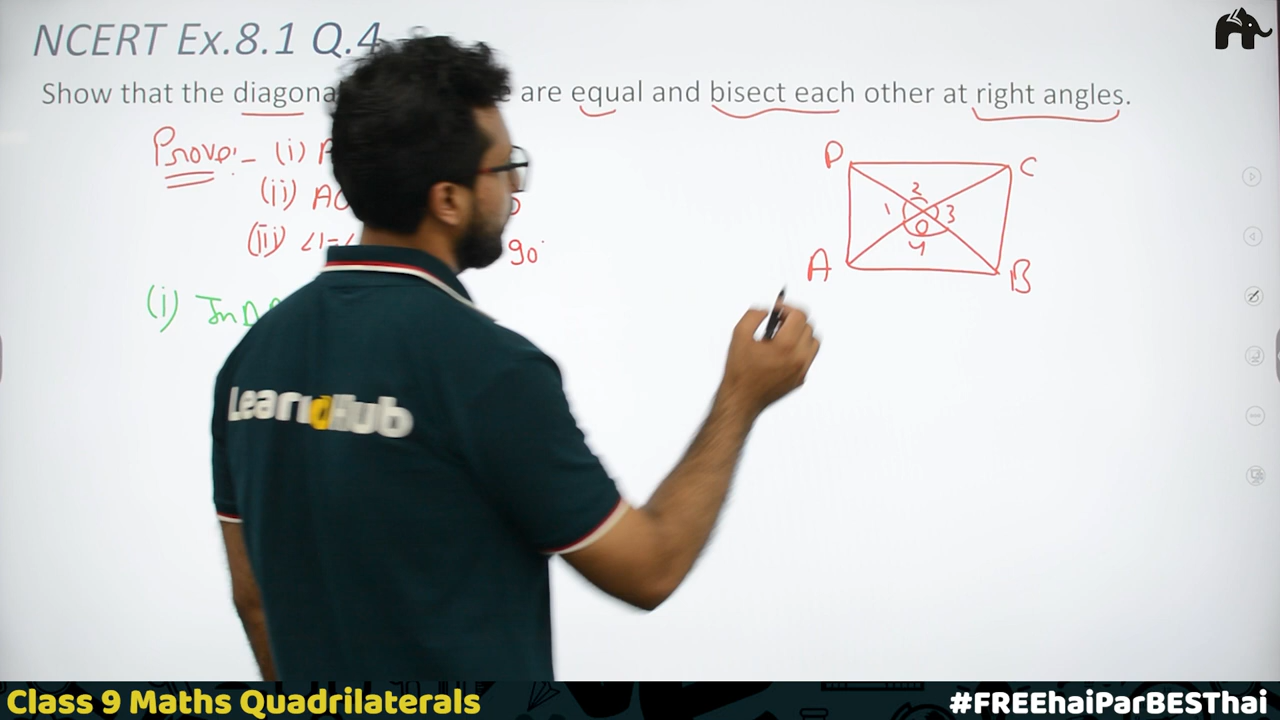 NCERT Ex.8.1 Q.4
Show that the diagona are equal and bisect each other at right angles.
Prove:- (i)
(ii) AO
(iii) ∠1=∠ 90°
(i) In Δ
D C
2
1 3
O
4
A B
LearnoHub
Class 9 Maths Quadrilaterals
#FREEhaiParBESThai